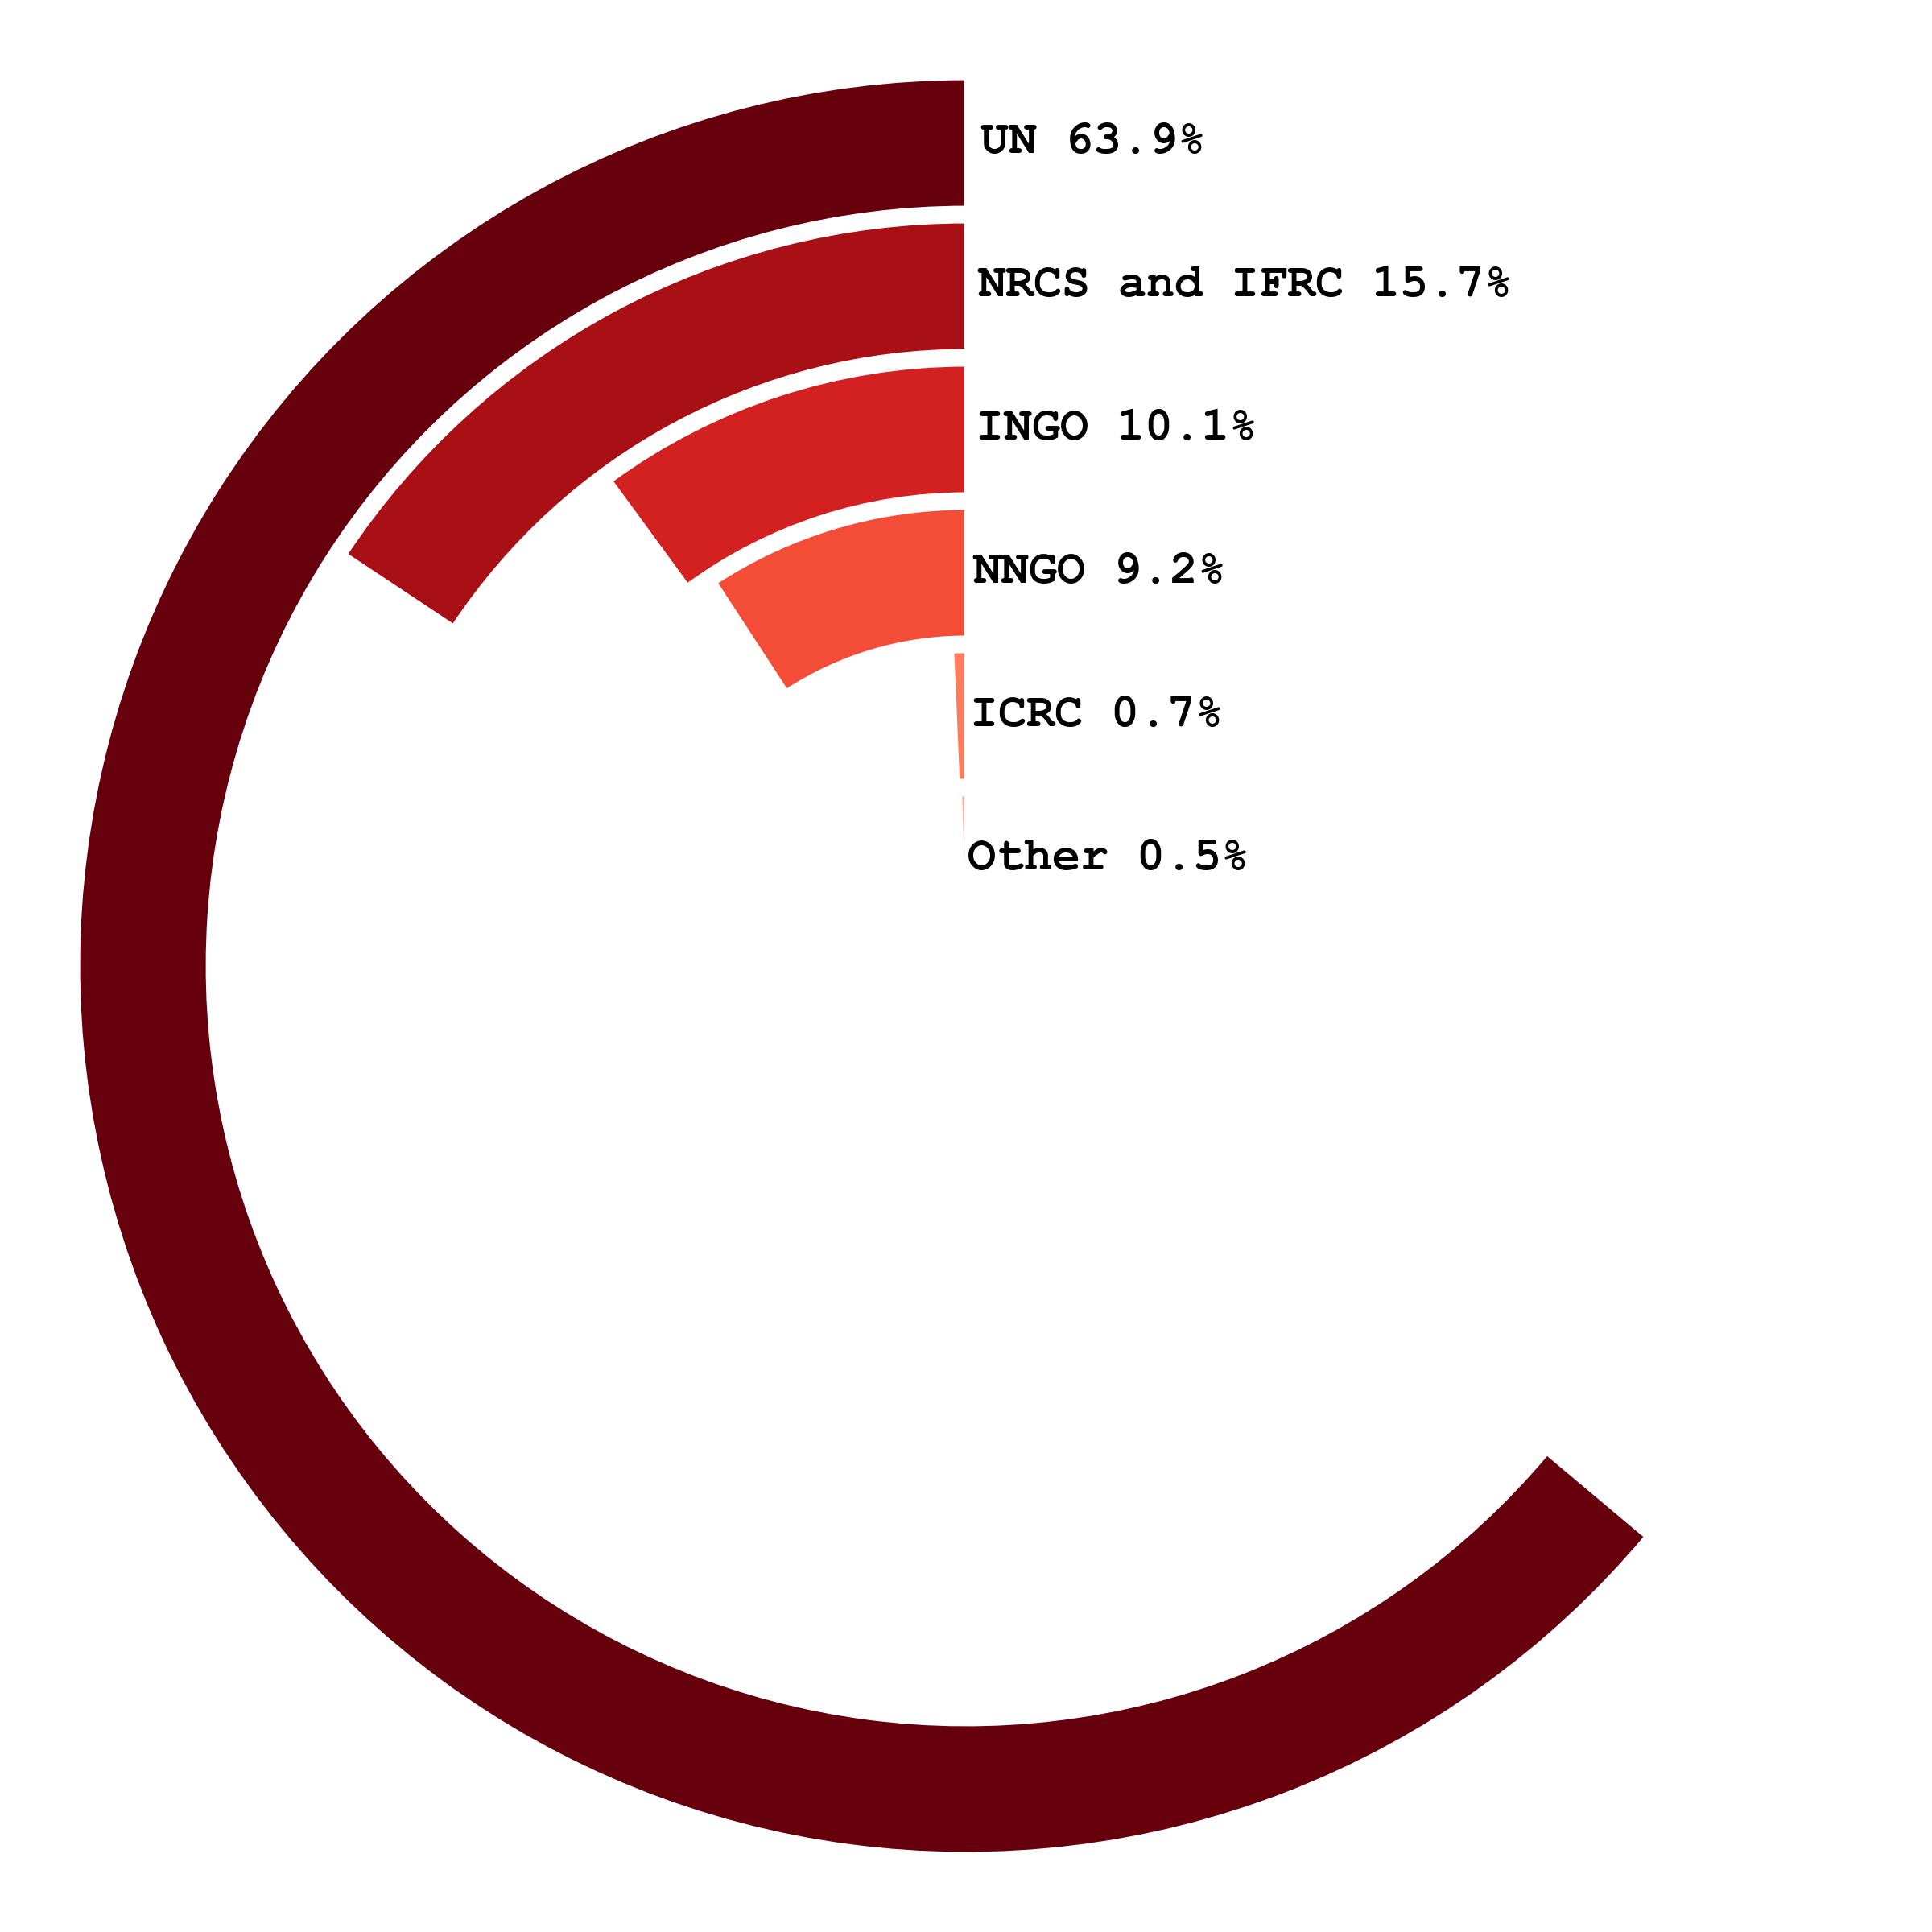 UN 63.9%
NRCS and IFRC 15.7%
INGO 10.1%
NNGO 9.2%
ICRC 0.7%
Other 0.5%